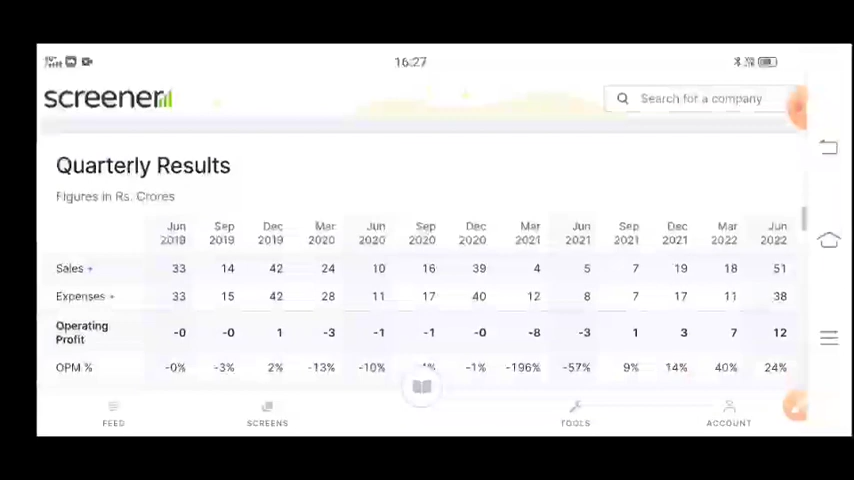 16:27
screener
Search for a company
Quarterly Results
Figures in Rs. Crores
Jun 2019 Sep 2019 Dec 2019 Mar 2020 Jun 2020 Sep 2020 Dec 2020 Mar 2021 Jun 2021 Sep 2021 Dec 2021 Mar 2022 Jun 2022
Sales + 33 14 42 24 10 16 39 4 5 7 19 18 51
Expenses + 33 15 42 28 11 17 40 12 8 7 17 11 38
Operating Profit -0 -0 1 -3 -1 -1 -0 -8 -3 1 3 7 12
OPM % -0% -3% 2% -13% -10% -1% -196% -57% 9% 14% 40% 24%
FEED SCREENS TOOLS ACCOUNT